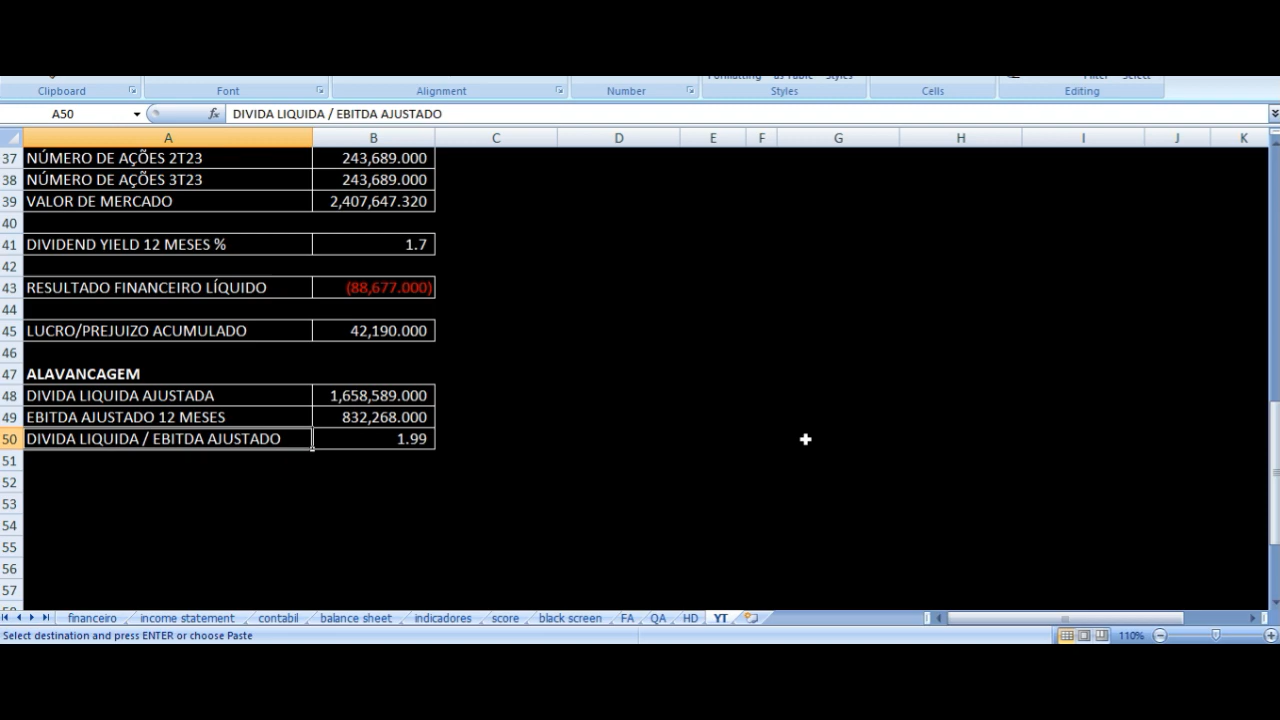 Clipboard Font Alignment Number Styles Cells Editing
A50 fx DIVIDA LIQUIDA / EBITDA AJUSTADO
A B C D E F G H I J K
37 NÚMERO DE AÇÕES 2T23 243,689.000
38 NÚMERO DE AÇÕES 3T23 243,689.000
39 VALOR DE MERCADO 2,407,647.320
40
41 DIVIDEND YIELD 12 MESES % 1.7
42
43 RESULTADO FINANCEIRO LÍQUIDO (88,677.000)
44
45 LUCRO/PREJUIZO ACUMULADO 42,190.000
46
47 ALAVANCAGEM
48 DIVIDA LIQUIDA AJUSTADA 1,658,589.000
49 EBITDA AJUSTADO 12 MESES 832,268.000
50 DIVIDA LIQUIDA / EBITDA AJUSTADO 1.99
51
52
53
54
55
56
57
financeiro income statement contabil balance sheet indicadores score black screen FA QA HD YT
Select destination and press ENTER or choose Paste 110%